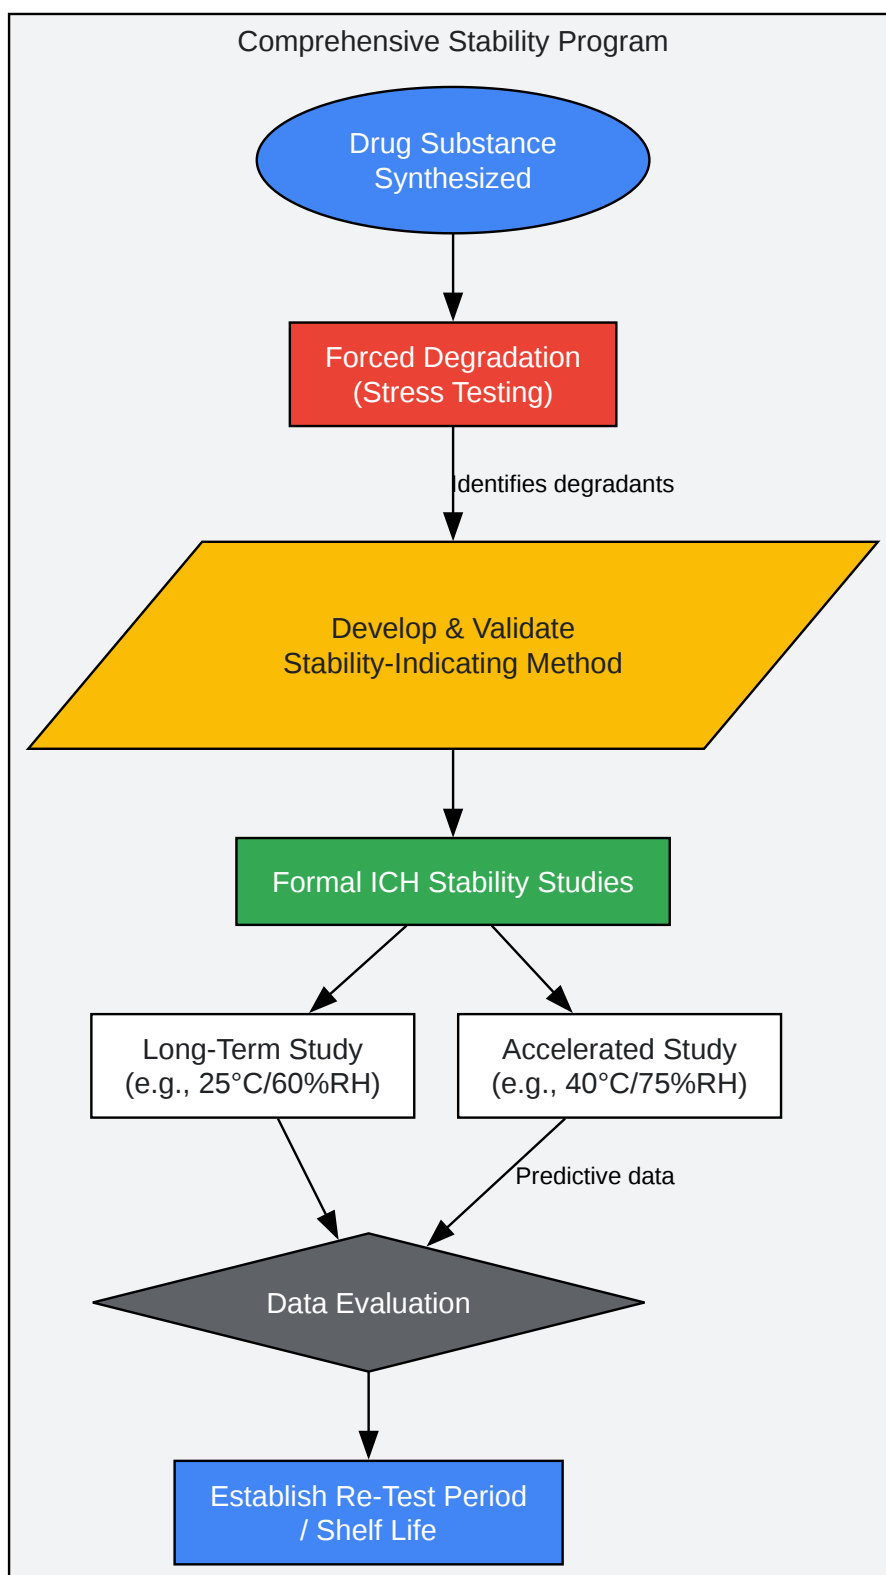 Comprehensive Stability Program
Drug Substance
Synthesized
Forced Degradation
(Stress Testing)
Identifies degradants
Develop & Validate
Stability-Indicating Method
Formal ICH Stability Studies
Long-Term Study
(e.g., 25°C/60%RH)
Accelerated Study
(e.g., 40°C/75%RH)
Predictive data
Data Evaluation
Establish Re-Test Period
/ Shelf Life